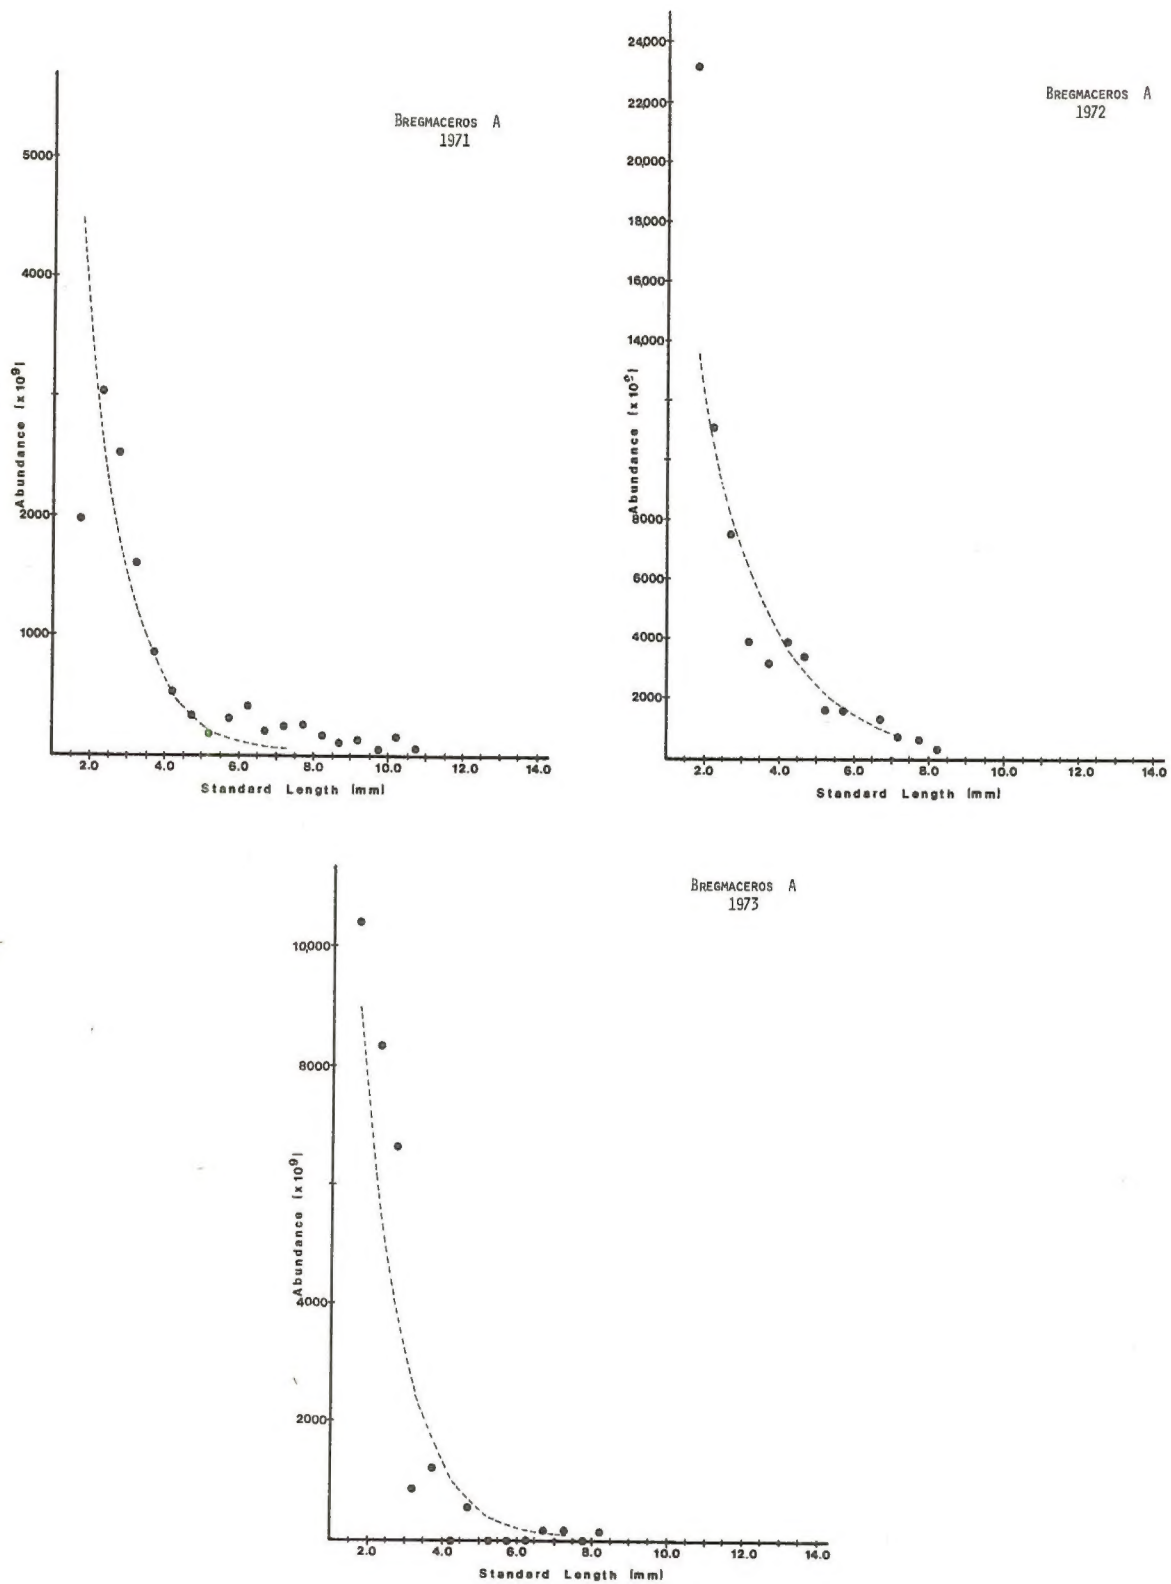 BREGMACEROS A
1971
5000
4000
2000
1000
Abundance (x10⁹)
2.0 4.0 6.0 8.0 10.0 12.0 14.0
Standard Length (mm)
BREGMACEROS A
1972
24,000
22,000
20,000
18,000
16,000
14,000
8000
6000
4000
2000
Abundance (x10⁹)
2.0 4.0 6.0 8.0 10.0 12.0 14.0
Standard Length (mm)
BREGMACEROS A
1973
10,000
8000
4000
2000
Abundance (x10⁹)
2.0 4.0 6.0 8.0 10.0 12.0 14.0
Standard Length (mm)